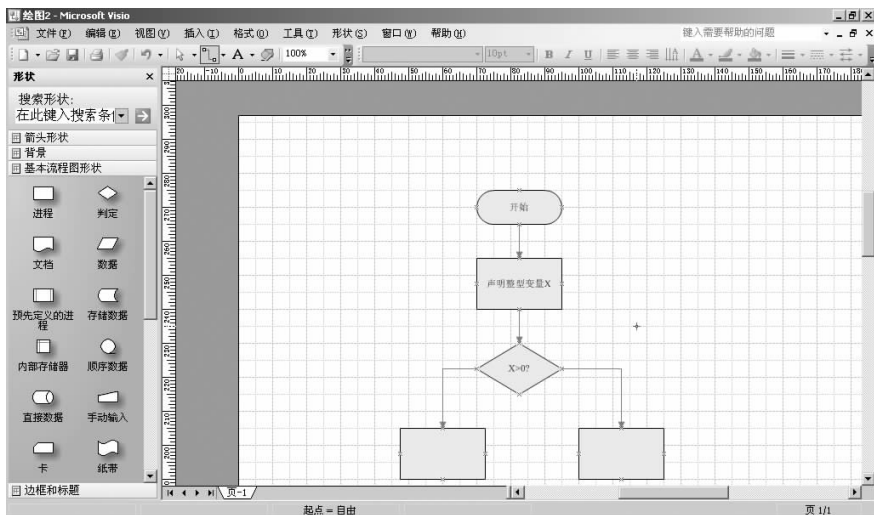 绘图2 - Microsoft Visio
文件(F) 编辑(E) 视图(V) 插入(I) 格式(O) 工具(T) 形状(S) 窗口(W) 帮助(H) 键入需要帮助的问题
A 100% 10pt B I U A
形状
搜索形状:
在此键入搜索条
箭头形状
背景
基本流程图形状
进程 判定
文档 数据
预先定义的进程 存储数据
内部存储器 顺序数据
直接数据 手动输入
卡 纸带
边框和标题
开始
声明整型变量X
X>0?
页-1
起点 = 自由 页 1/1